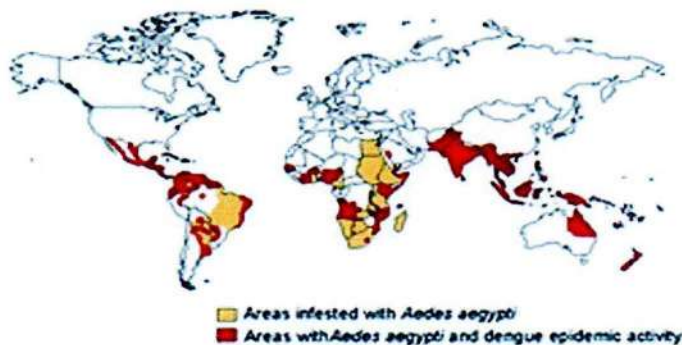 Areas infested with Aedes aegypti
Areas with Aedes aegypti and dengue epidemic activity